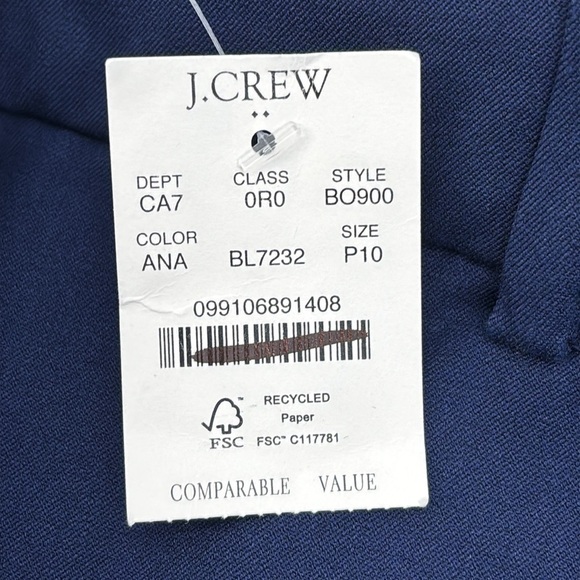 J.CREW
DEPT CLASS STYLE
CA7 0R0 BO900
COLOR SIZE
ANA BL7232 P10
099106891408
RECYCLED
Paper
FSC FSC™ C117781
COMPARABLE VALUE